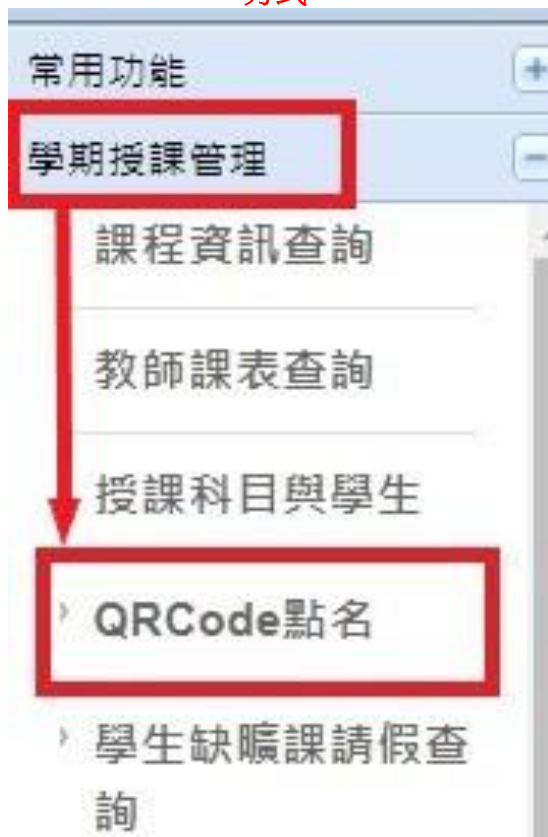 方式
常用功能
學期授課管理
課程資訊查詢
教師課表查詢
授課科目與學生
QRCode點名
學生缺曠課請假查
詢